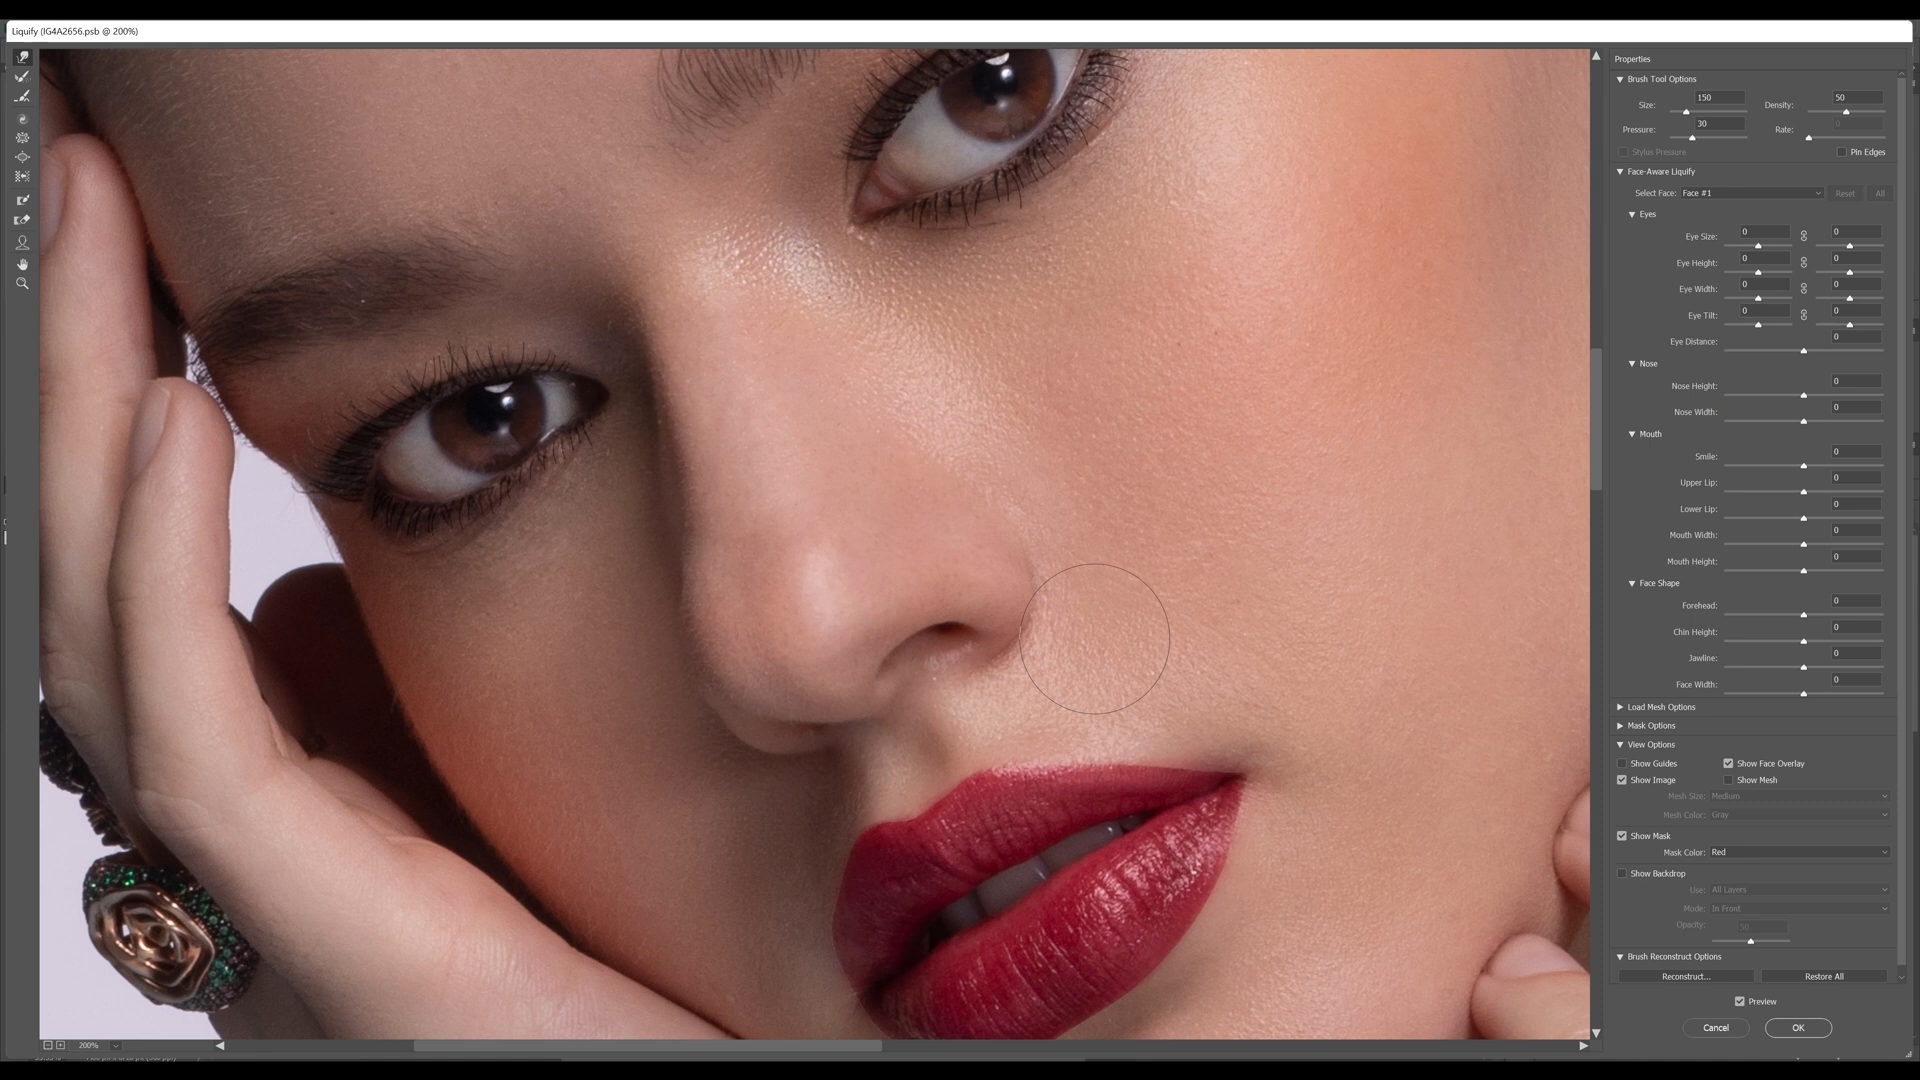 Liquify (IG4A2656.psb @ 200%)
Properties
Brush Tool Options
Size: 150 Density: 50
Pressure: 30 Rate: 0
Stylus Pressure Pin Edges
Face-Aware Liquify
Select Face: Face #1 Reset All
Eyes
Eye Size: 0 0
Eye Height: 0 0
Eye Width: 0 0
Eye Tilt: 0 0
Eye Distance: 0
Nose
Nose Height: 0
Nose Width: 0
Mouth
Smile: 0
Upper Lip: 0
Lower Lip: 0
Mouth Width: 0
Mouth Height: 0
Face Shape
Forehead: 0
Chin Height: 0
Jawline: 0
Face Width: 0
Load Mesh Options
Mask Options
View Options
Show Guides Show Face Overlay
Show Image Show Mesh
Mesh Size: Medium
Mesh Color: Gray
Show Mask
Mask Color: Red
Show Backdrop
Use: All Layers
Mode: In Front
Opacity: 50
Brush Reconstruct Options
Reconstruct... Restore All
Preview
Cancel OK
200%